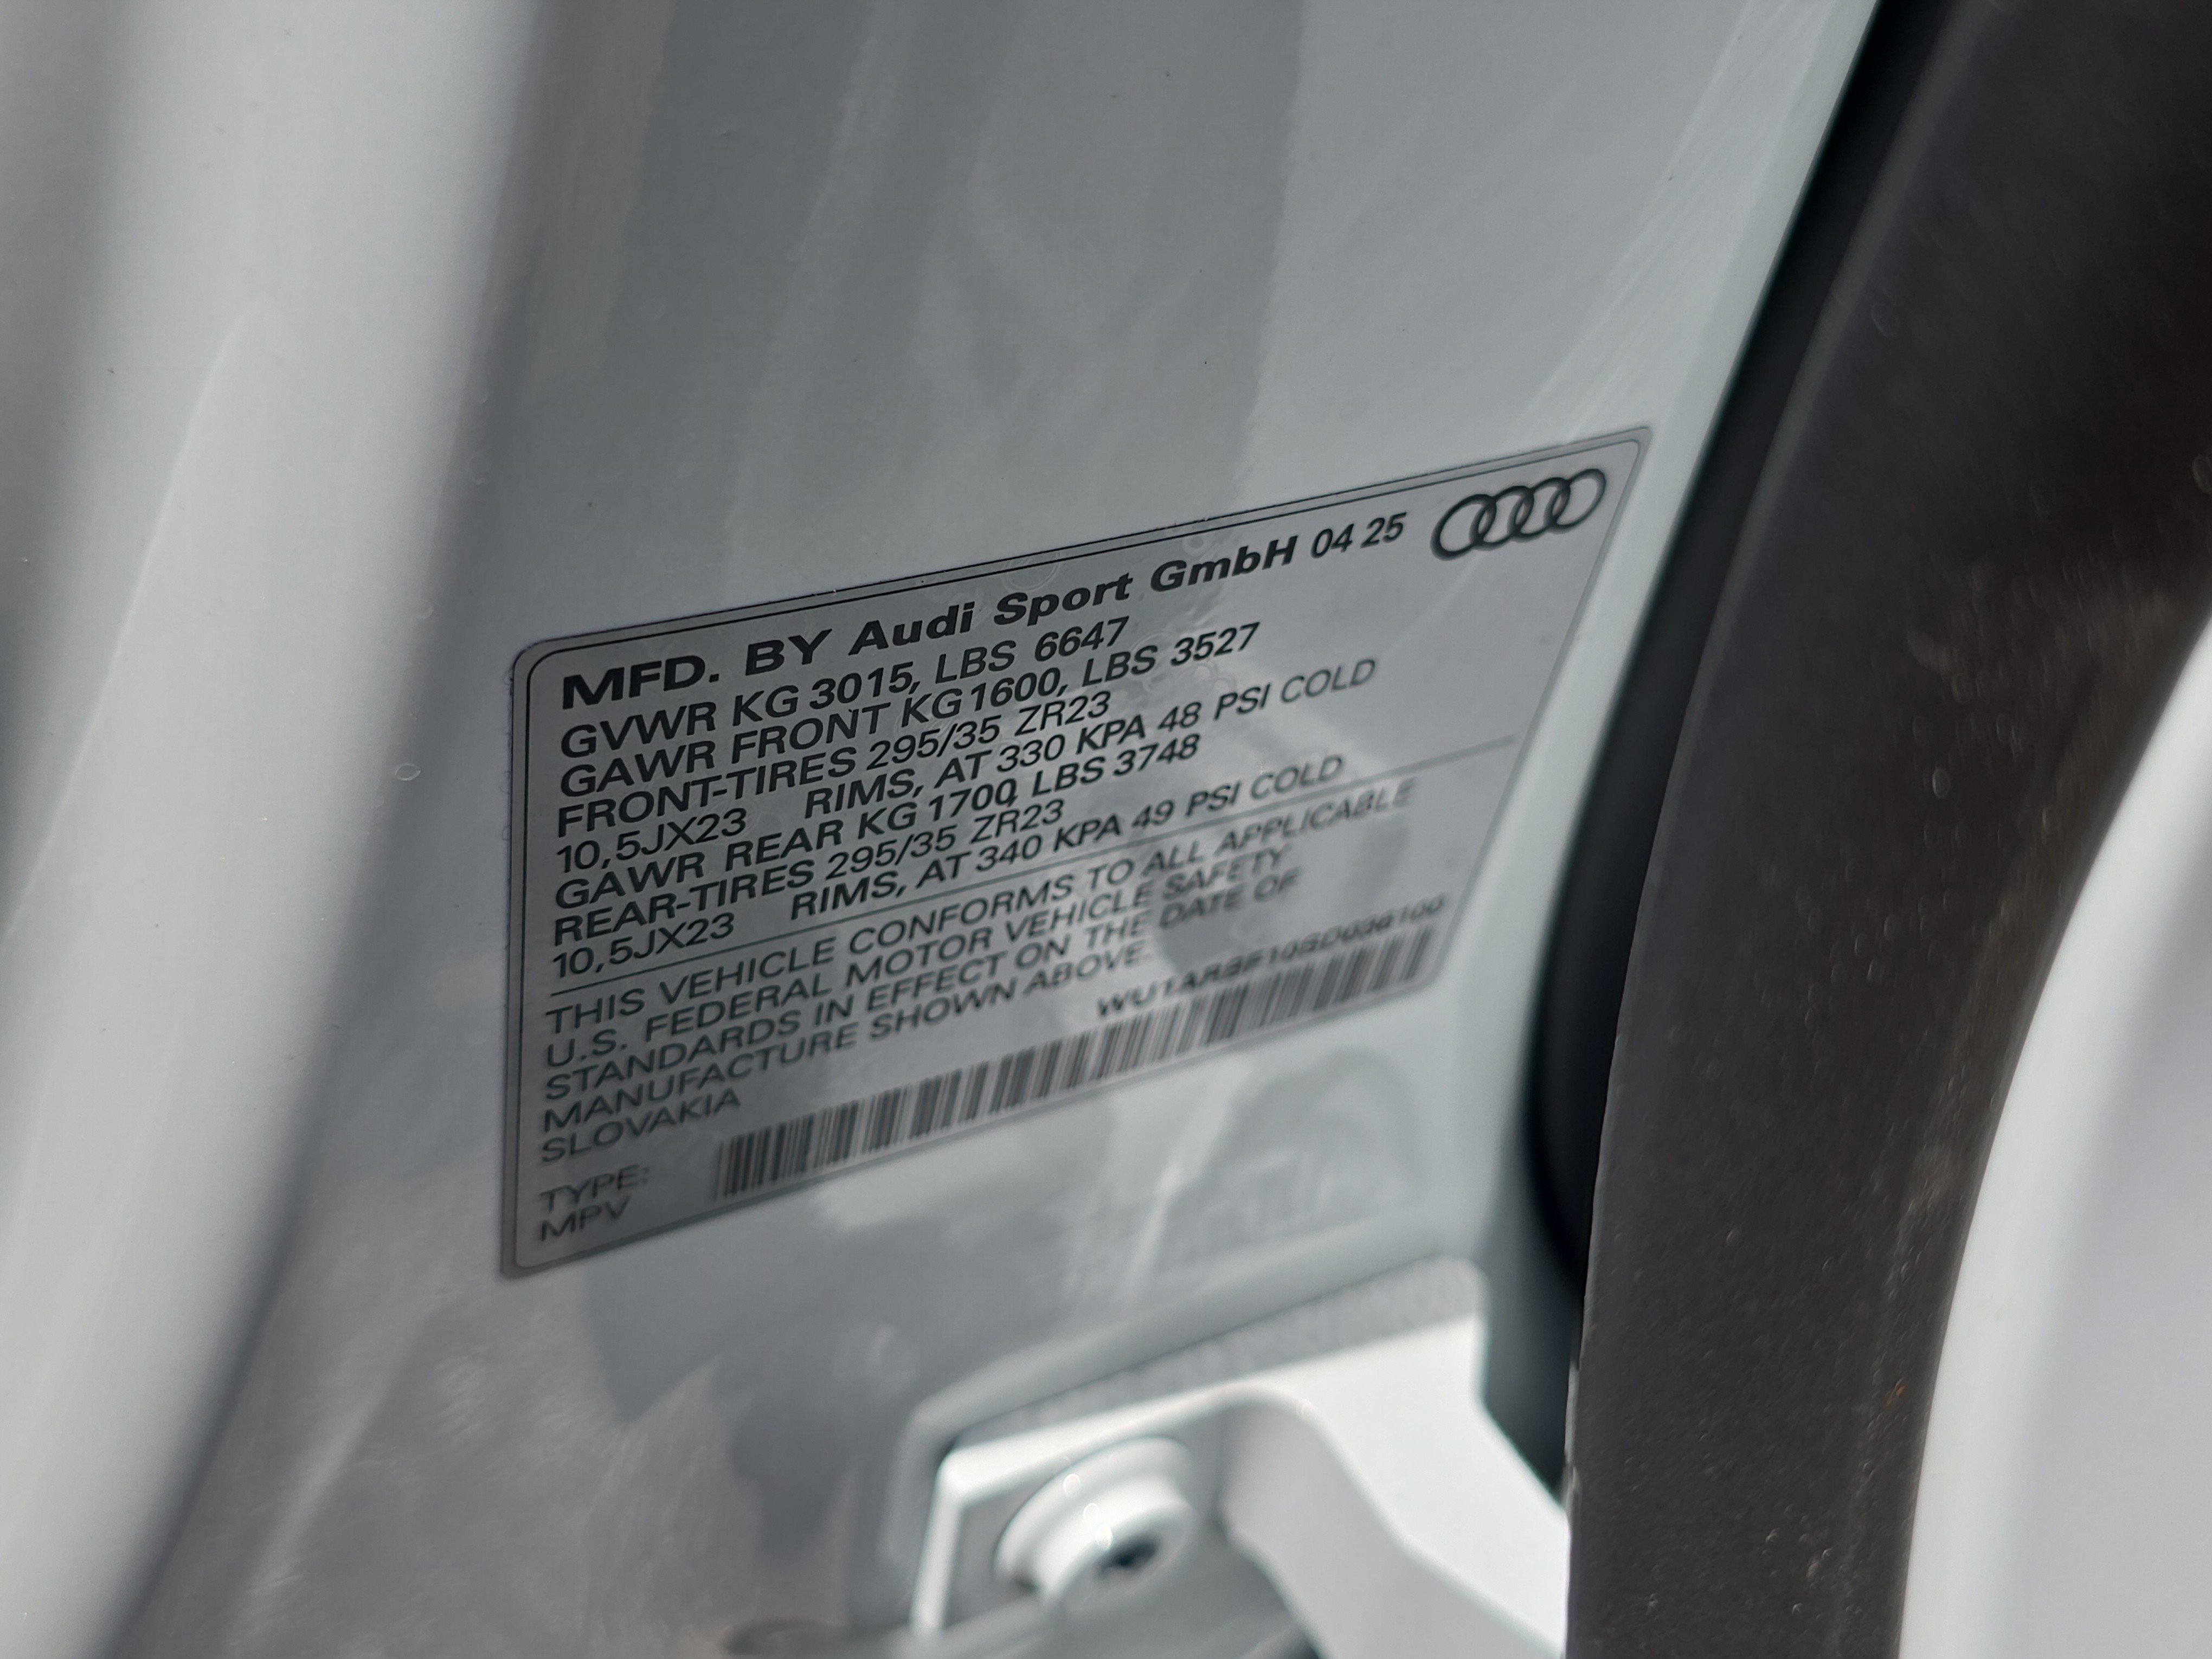 MFD. BY Audi Sport GmbH 04 25
GVWR KG 3015, LBS 6647
GAWR FRONT KG 1600, LBS 3527
FRONT-TIRES 295/35 ZR23
10,5JX23 RIMS, AT 330 KPA 48 PSI COLD
GAWR REAR KG 1700, LBS 3748
REAR-TIRES 295/35 ZR23
10,5JX23 RIMS, AT 340 KPA 49 PSI COLD
THIS VEHICLE CONFORMS TO ALL APPLICABLE
U.S. FEDERAL MOTOR VEHICLE SAFETY
STANDARDS IN EFFECT ON THE DATE OF
MANUFACTURE SHOWN ABOVE.
SLOVAKIA
TYPE:
MPV